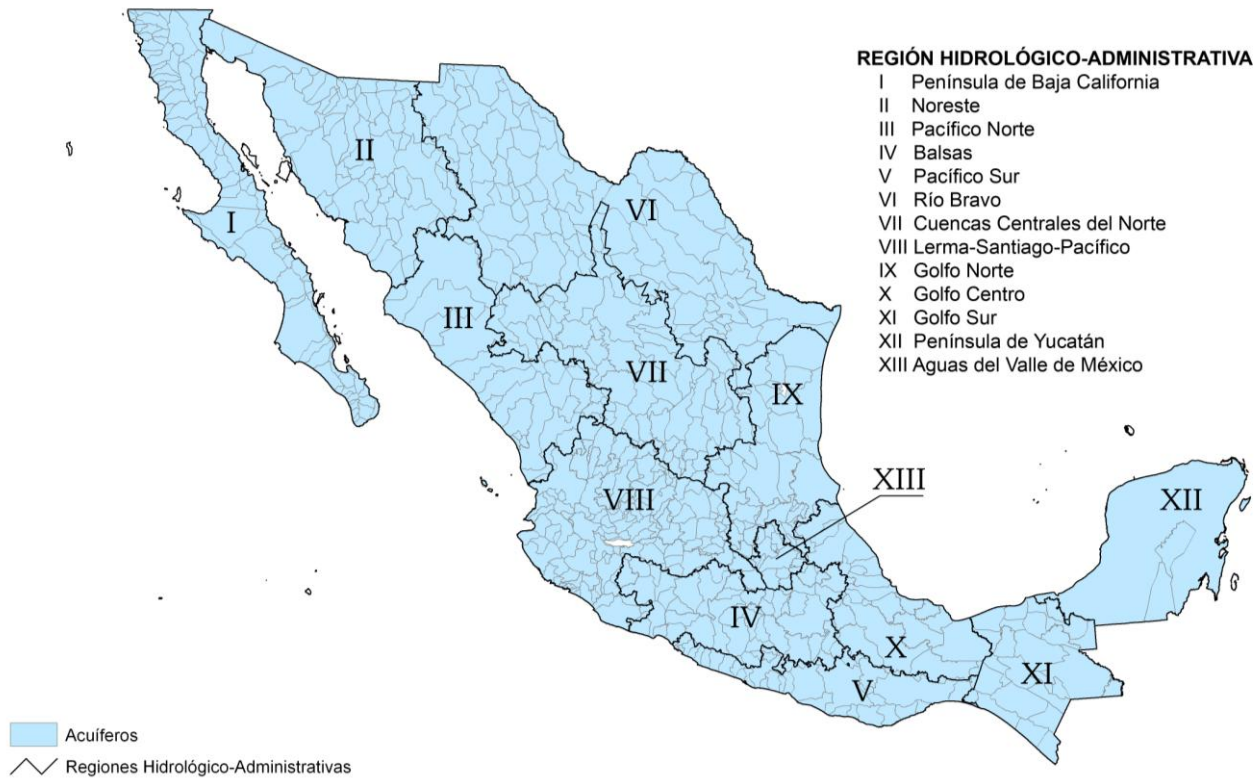 REGIÓN HIDROLÓGICO-ADMINISTRATIVA
I Península de Baja California
II Noreste
III Pacífico Norte
IV Balsas
V Pacífico Sur
VI Río Bravo
VII Cuencas Centrales del Norte
VIII Lerma-Santiago-Pacífico
IX Golfo Norte
X Golfo Centro
XI Golfo Sur
XII Península de Yucatán
XIII Aguas del Valle de México
II
VI
I
III
VII
IX
XIII
VIII
XII
IV
X
XI
V
Acuíferos
Regiones Hidrológico-Administrativas